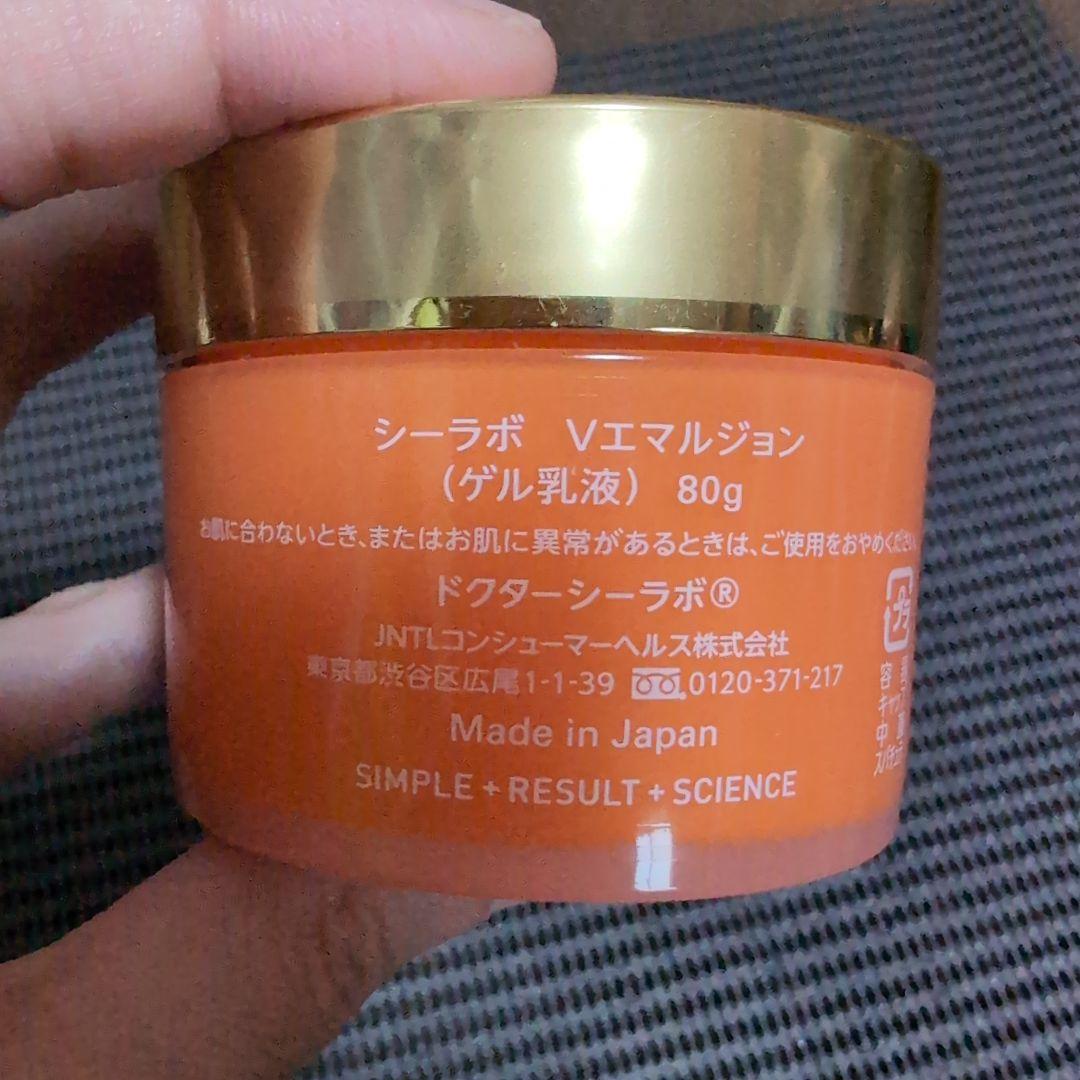 シーラボ Vエマルジョン
（ゲル乳液） 80g
お肌に合わないとき、またはお肌に異常があるときは、ご使用をおやめください
ドクターシーラボ®
JNTLコンシューマーヘルス株式会社
東京都渋谷区広尾1-1-39 0120-371-217
Made in Japan
SIMPLE + RESULT + SCIENCE
プラ